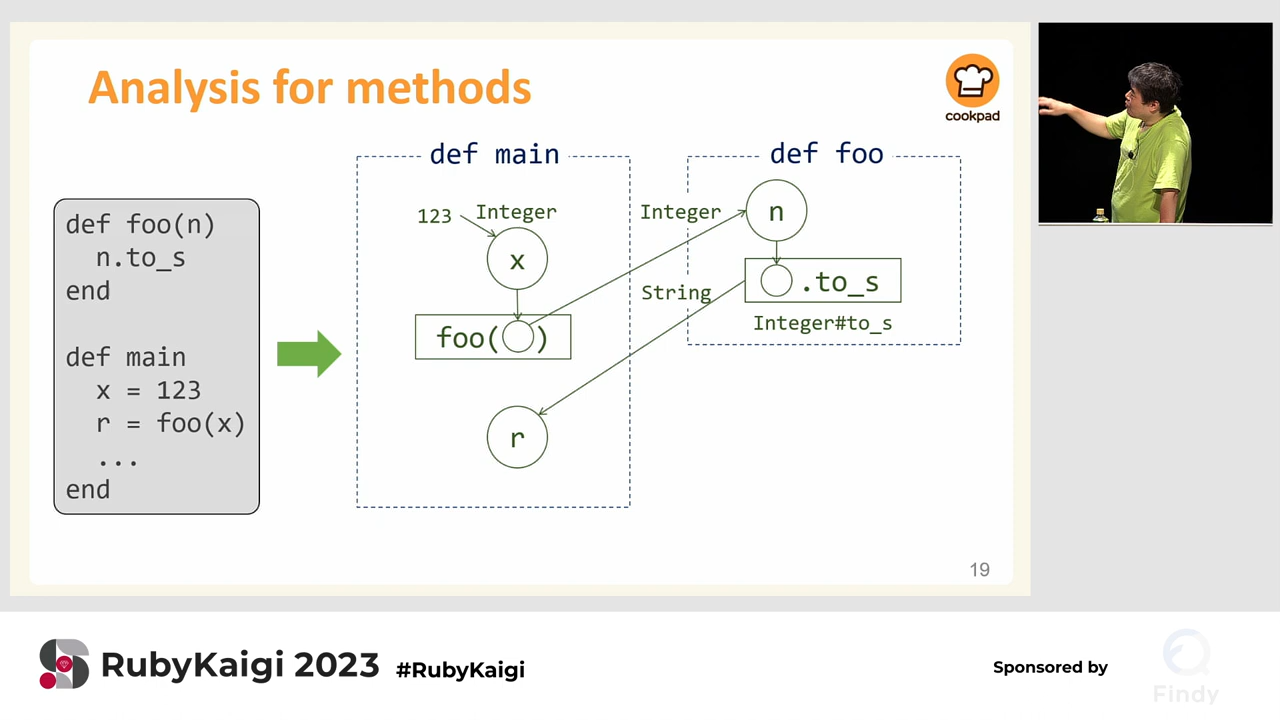 Analysis for methods
cookpad
def foo(n)
  n.to_s
end
def main
  x = 123
  r = foo(x)
  ...
end
def main
123
Integer
x
foo( )
r
Integer
String
def foo
n
.to_s
Integer#to_s
19
RubyKaigi 2023 #RubyKaigi
Sponsored by
Findy